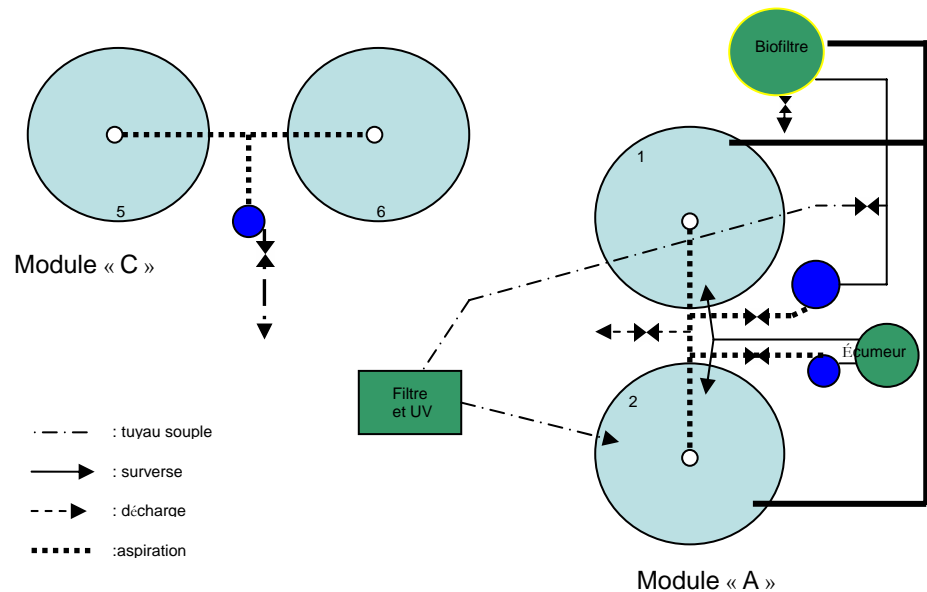 Biofiltre
1
5
6
Module « C »
Écumeur
Filtre
et UV
2
: tuyau souple
: surverse
: décharge
:aspiration
Module « A »